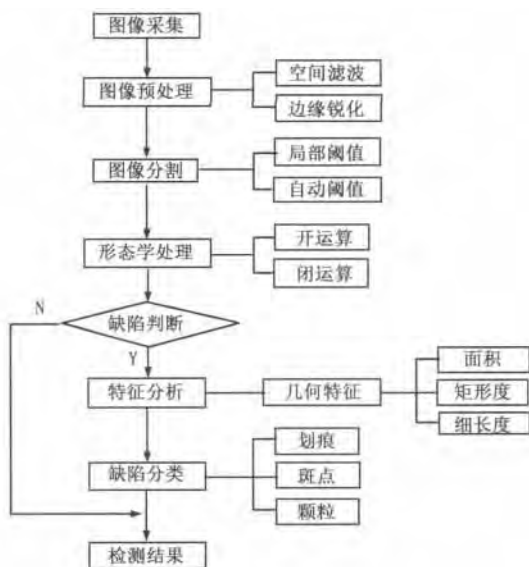 图像采集
图像预处理
空间滤波
边缘锐化
图像分割
局部阈值
自动阈值
形态学处理
开运算
闭运算
N
缺陷判断
Y
特征分析
几何特征
面积
矩形度
细长度
缺陷分类
划痕
斑点
颗粒
检测结果